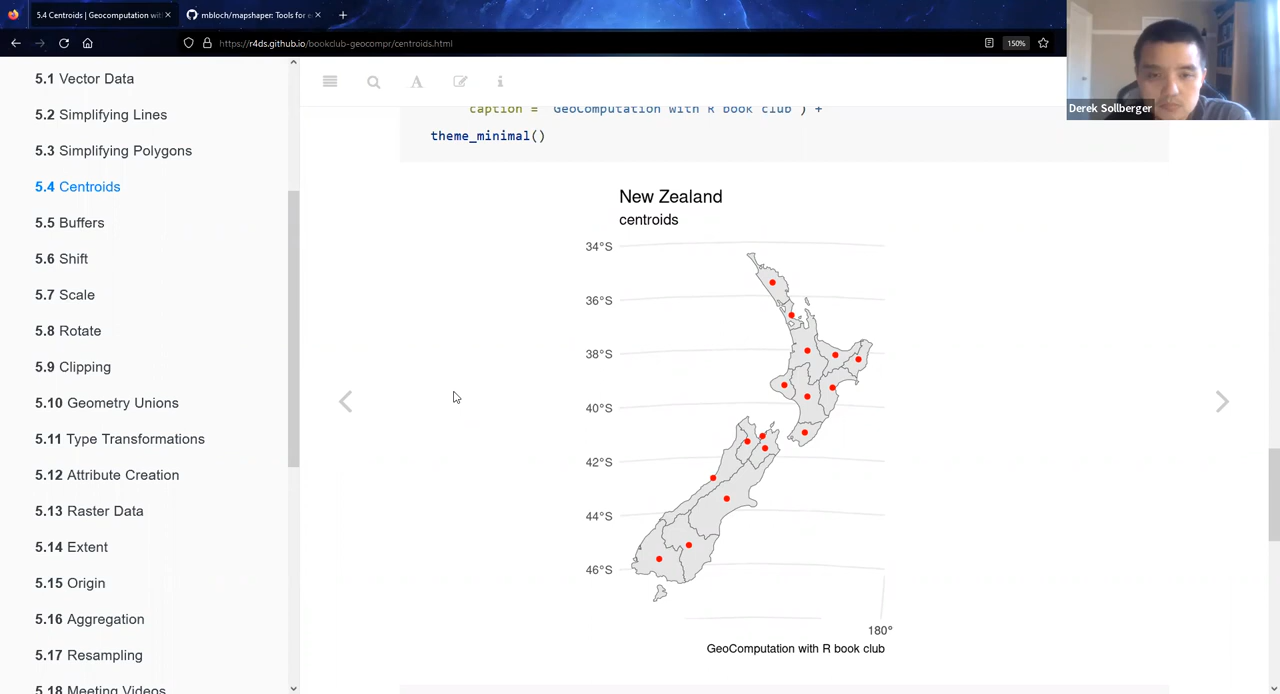 5.4 Centroids | Geocomputation wit
mbloch/mapshaper: Tools for e
https://r4ds.github.io/bookclub-geocompr/centroids.html
150%
Derek Sollberger
5.1 Vector Data
5.2 Simplifying Lines
5.3 Simplifying Polygons
5.4 Centroids
5.5 Buffers
5.6 Shift
5.7 Scale
5.8 Rotate
5.9 Clipping
5.10 Geometry Unions
5.11 Type Transformations
5.12 Attribute Creation
5.13 Raster Data
5.14 Extent
5.15 Origin
5.16 Aggregation
5.17 Resampling
5.18 Meeting Videos
caption = "GeoComputation with R book club") +
theme_minimal()
New Zealand
centroids
34°S
36°S
38°S
40°S
42°S
44°S
46°S
180°
GeoComputation with R book club